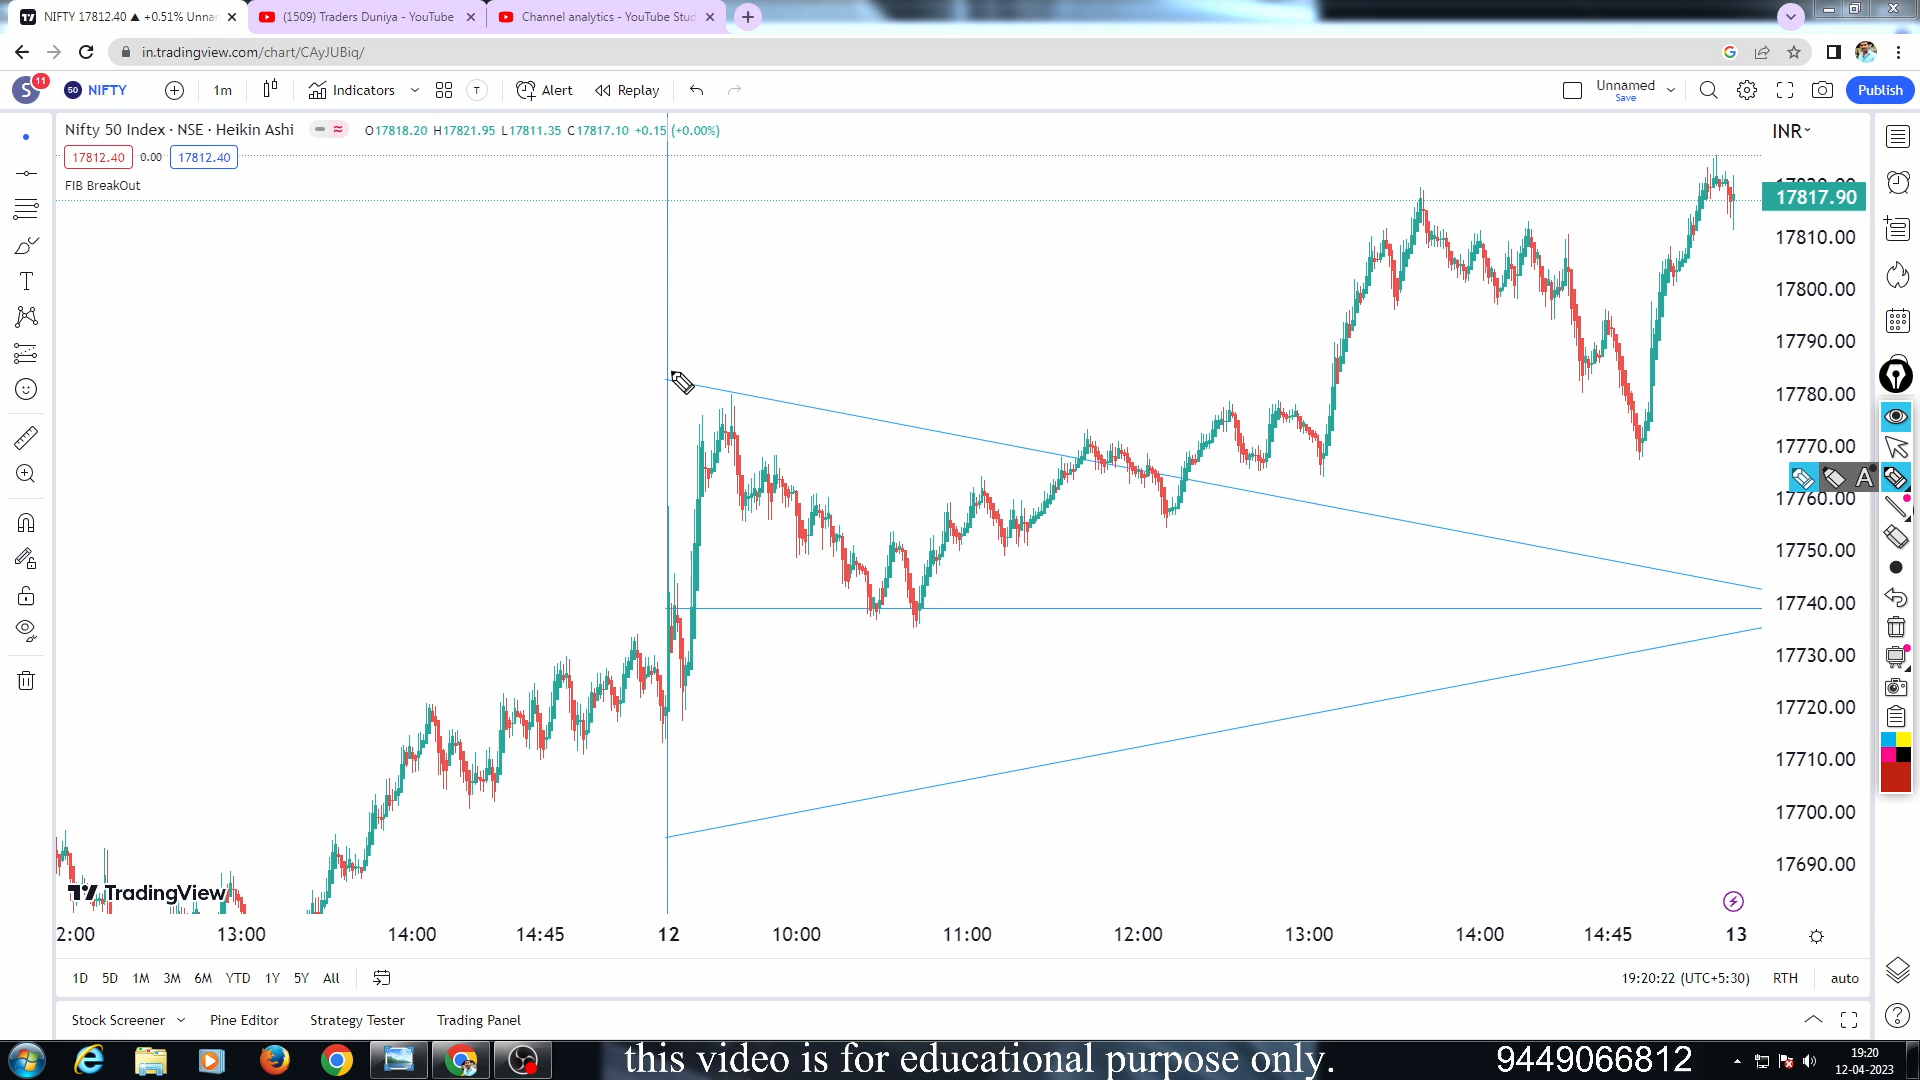 NIFTY 17812.40 ▲ +0.51% Unnar
(1509) Traders Duniya - YouTube
Channel analytics - YouTube Stud
in.tradingview.com/chart/CAyJUBiq/
S 11
50 NIFTY
1m
Indicators
T
Alert
Replay
Unnamed
Save
Publish
Nifty 50 Index · NSE · Heikin Ashi
O17818.20 H17821.95 L17811.35 C17817.10 +0.15 (+0.00%)
INR
17812.40 0.00 17812.40
FIB BreakOut
17817.90
17810.00
17800.00
17790.00
17780.00
17770.00
A
17760.00
17750.00
17740.00
17730.00
17720.00
17710.00
17700.00
17690.00
TradingView
2:00 13:00 14:00 14:45 12 10:00 11:00 12:00 13:00 14:00 14:45 13
1D 5D 1M 3M 6M YTD 1Y 5Y All
19:20:22 (UTC+5:30) RTH auto
Stock Screener Pine Editor Strategy Tester Trading Panel
this video is for educational purpose only.
9449066812
19:20
12-04-2023